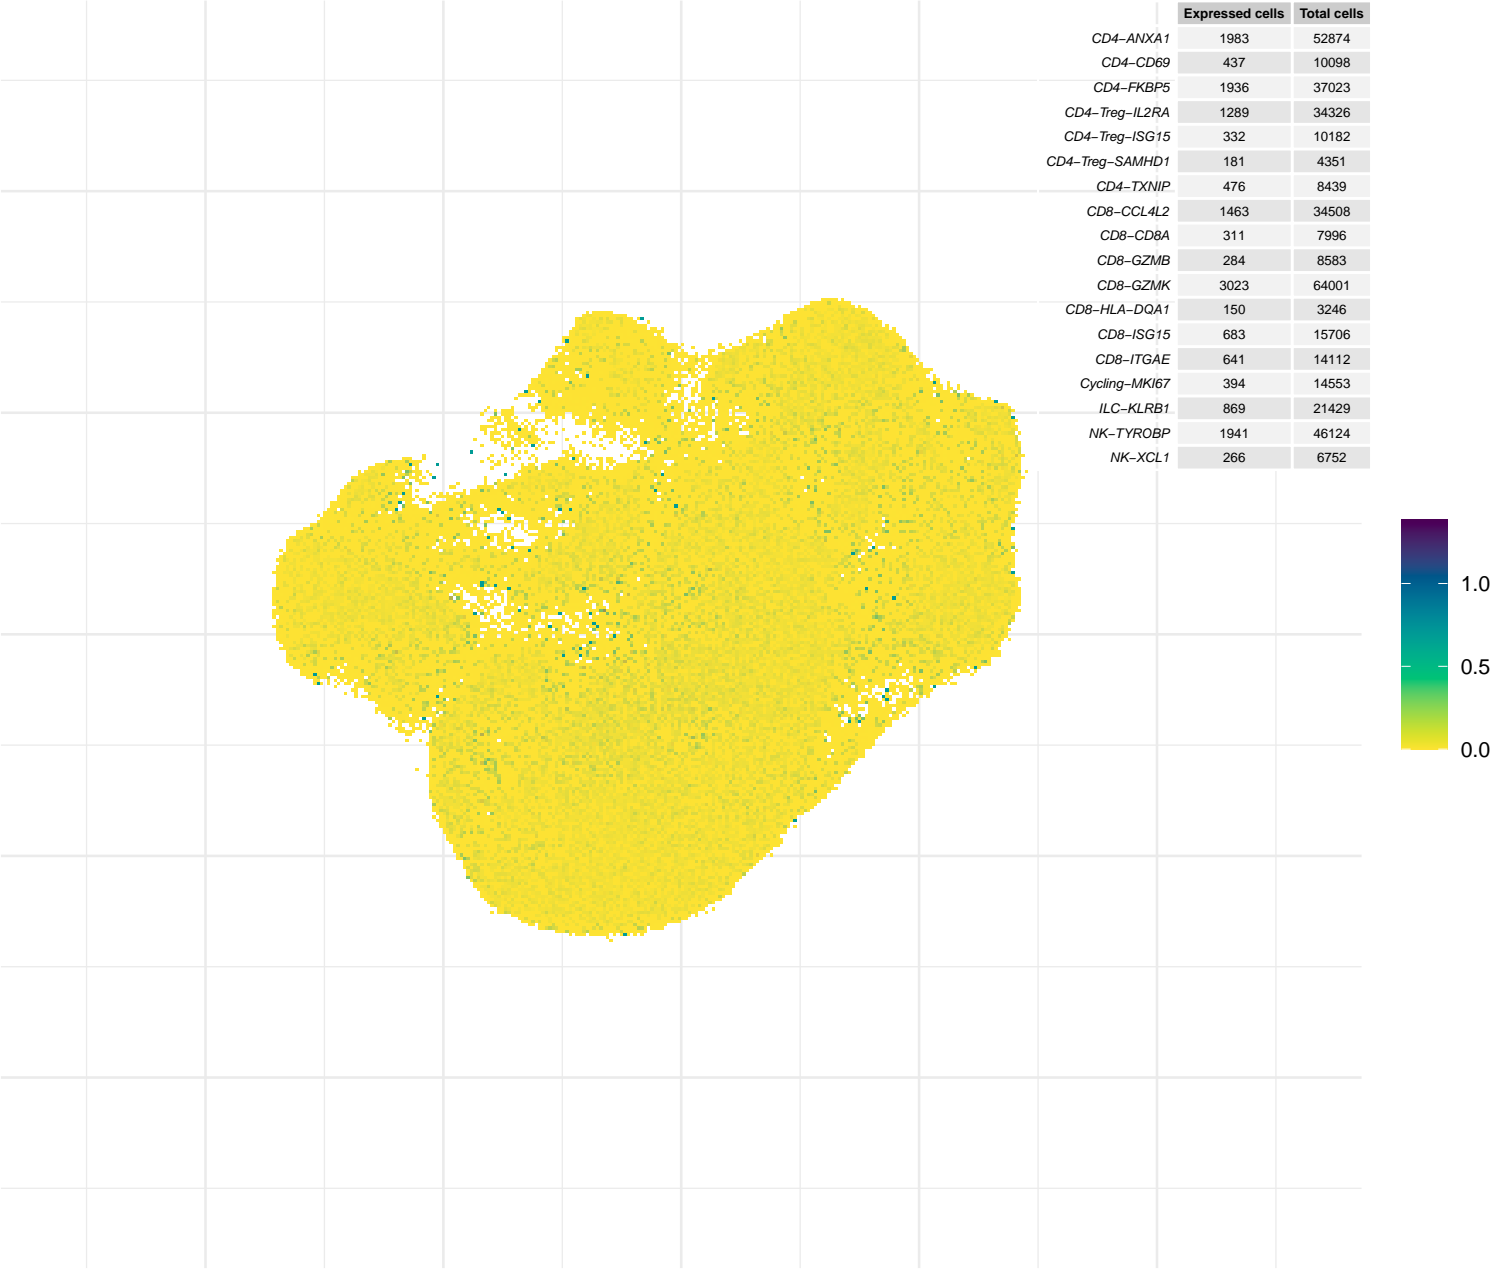 Expressed cells Total cells
CD4−ANXA1 1983 52874
CD4−CD69 437 10098
CD4−FKBP5 1936 37023
CD4−Treg−IL2RA 1289 34326
CD4−Treg−ISG15 332 10182
CD4−Treg−SAMHD1 181 4351
CD4−TXNIP 476 8439
CD8−CCL4L2 1463 34508
CD8−CD8A 311 7996
CD8−GZMB 284 8583
CD8−GZMK 3023 64001
CD8−HLA−DQA1 150 3246
CD8−ISG15 683 15706
CD8−ITGAE 641 14112
Cycling−MKI67 394 14553
ILC−KLRB1 869 21429
NK−TYROBP 1941 46124
NK−XCL1 266 6752
1.0
0.5
0.0